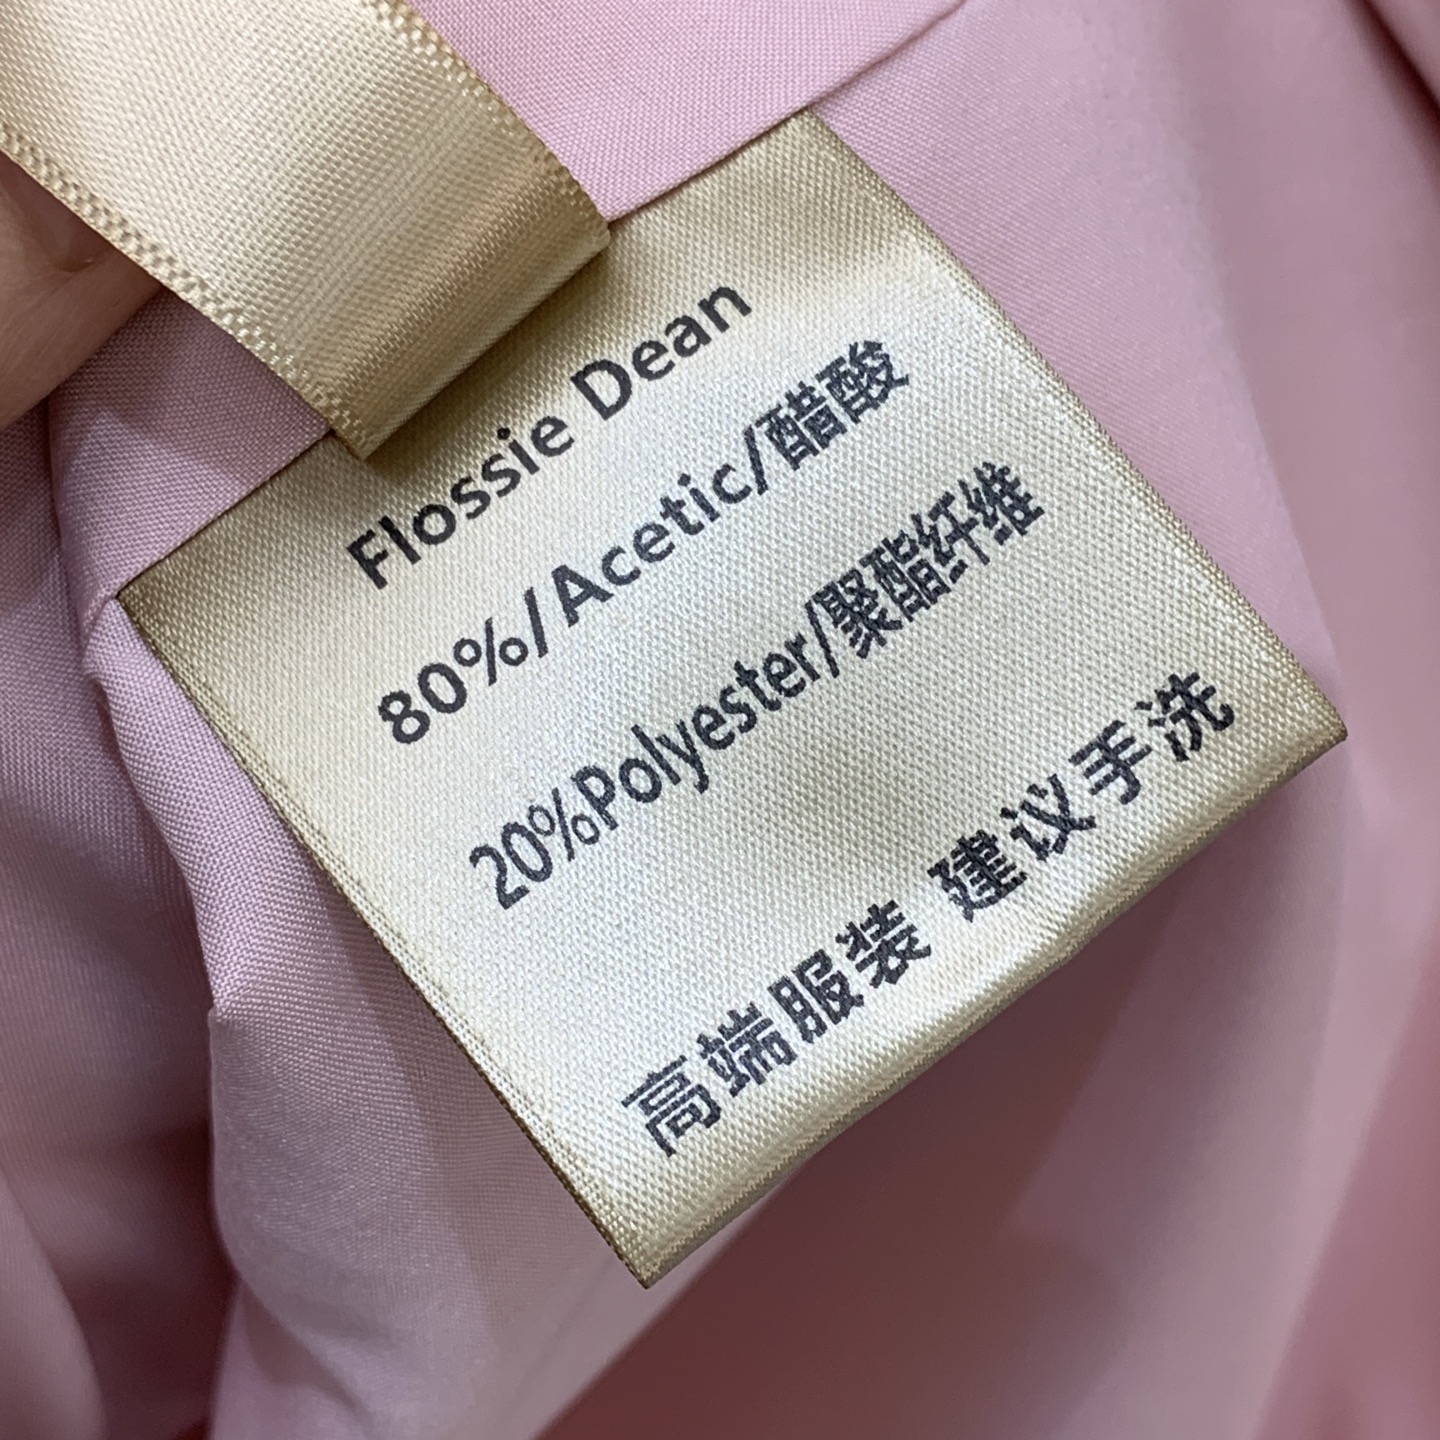 Flossie Dean
80%/Acetic/醋酸
20%Polyester/聚酯纤维
高端服装 建议手洗